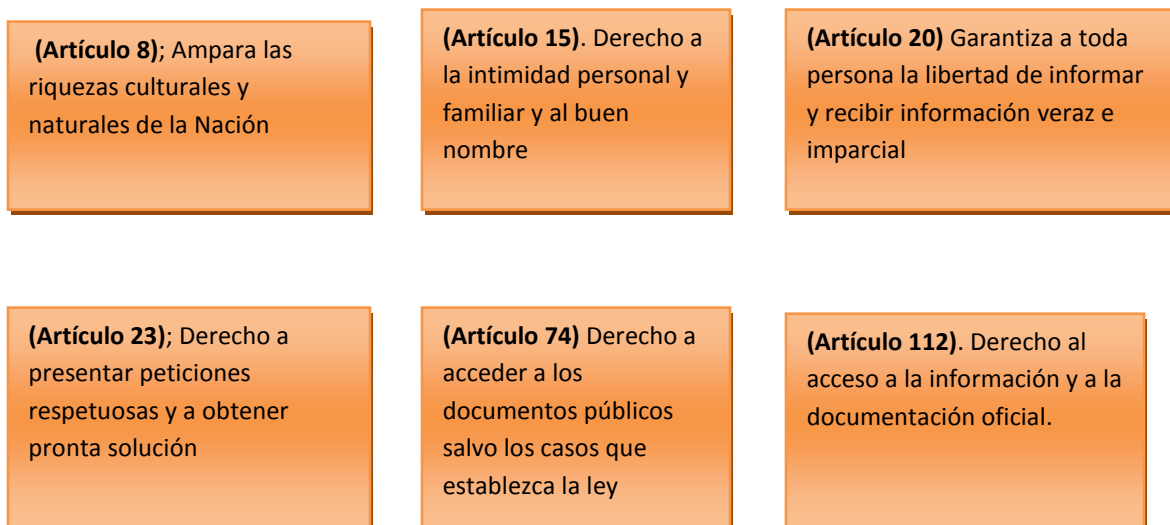 (Artículo 8); Ampara las
riquezas culturales y
naturales de la Nación
(Artículo 15). Derecho a
la intimidad personal y
familiar y al buen
nombre
(Artículo 20) Garantiza a toda
persona la libertad de informar
y recibir información veraz e
imparcial
(Artículo 23); Derecho a
presentar peticiones
respetuosas y a obtener
pronta solución
(Artículo 74) Derecho a
acceder a los
documentos públicos
salvo los casos que
establezca la ley
(Artículo 112). Derecho al
acceso a la información y a la
documentación oficial.